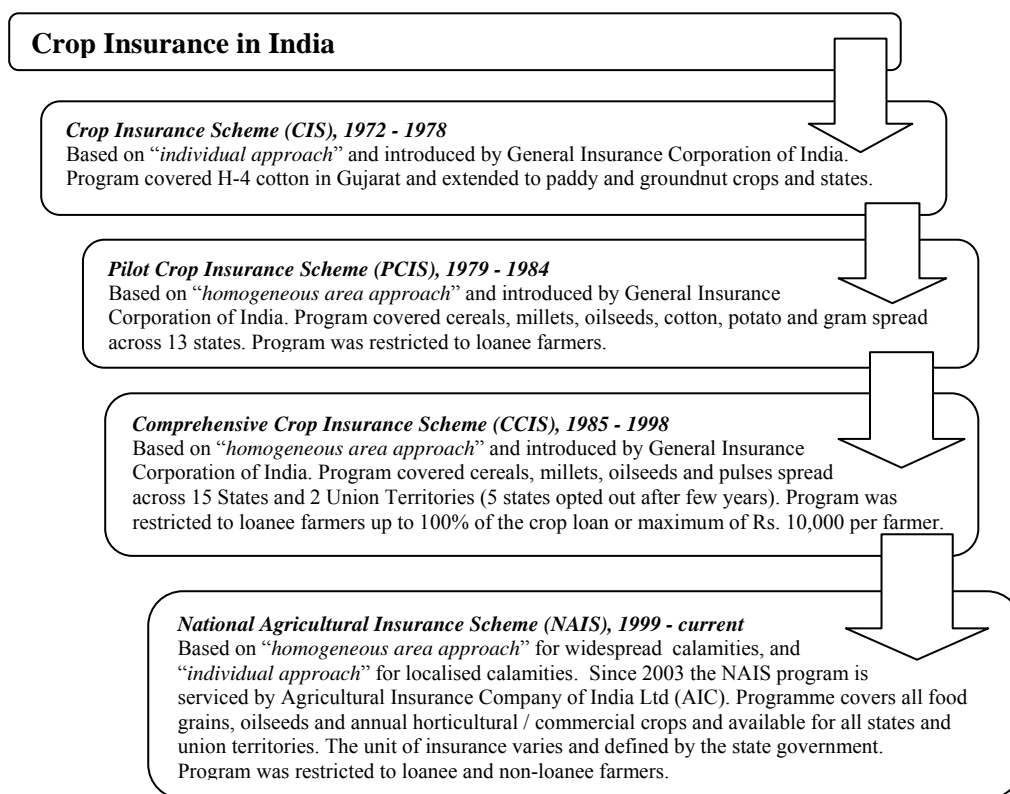 Crop Insurance in India
Crop Insurance Scheme (CIS), 1972 - 1978
Based on “individual approach” and introduced by General Insurance Corporation of India.
Program covered H-4 cotton in Gujarat and extended to paddy and groundnut crops and states.
Pilot Crop Insurance Scheme (PCIS), 1979 - 1984
Based on “homogeneous area approach” and introduced by General Insurance
Corporation of India. Program covered cereals, millets, oilseeds, cotton, potato and gram spread
across 13 states. Program was restricted to loanee farmers.
Comprehensive Crop Insurance Scheme (CCIS), 1985 - 1998
Based on “homogeneous area approach” and introduced by General Insurance
Corporation of India. Program covered cereals, millets, oilseeds and pulses spread
across 15 States and 2 Union Territories (5 states opted out after few years). Program was
restricted to loanee farmers up to 100% of the crop loan or maximum of Rs. 10,000 per farmer.
National Agricultural Insurance Scheme (NAIS), 1999 - current
Based on “homogeneous area approach” for widespread calamities, and
“individual approach” for localised calamities. Since 2003 the NAIS program is
serviced by Agricultural Insurance Company of India Ltd (AIC). Programme covers all food
grains, oilseeds and annual horticultural / commercial crops and available for all states and
union territories. The unit of insurance varies and defined by the state government.
Program was restricted to loanee and non-loanee farmers.